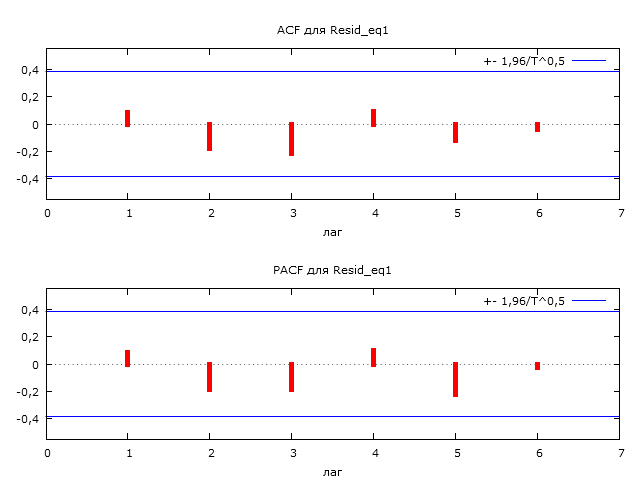 ACF для Resid_eq1
+- 1,96/T^0,5
0,4
0,2
0
-0,2
-0,4
0 1 2 3 4 5 6 7
лаг
PACF для Resid_eq1
+- 1,96/T^0,5
0,4
0,2
0
-0,2
-0,4
0 1 2 3 4 5 6 7
лаг